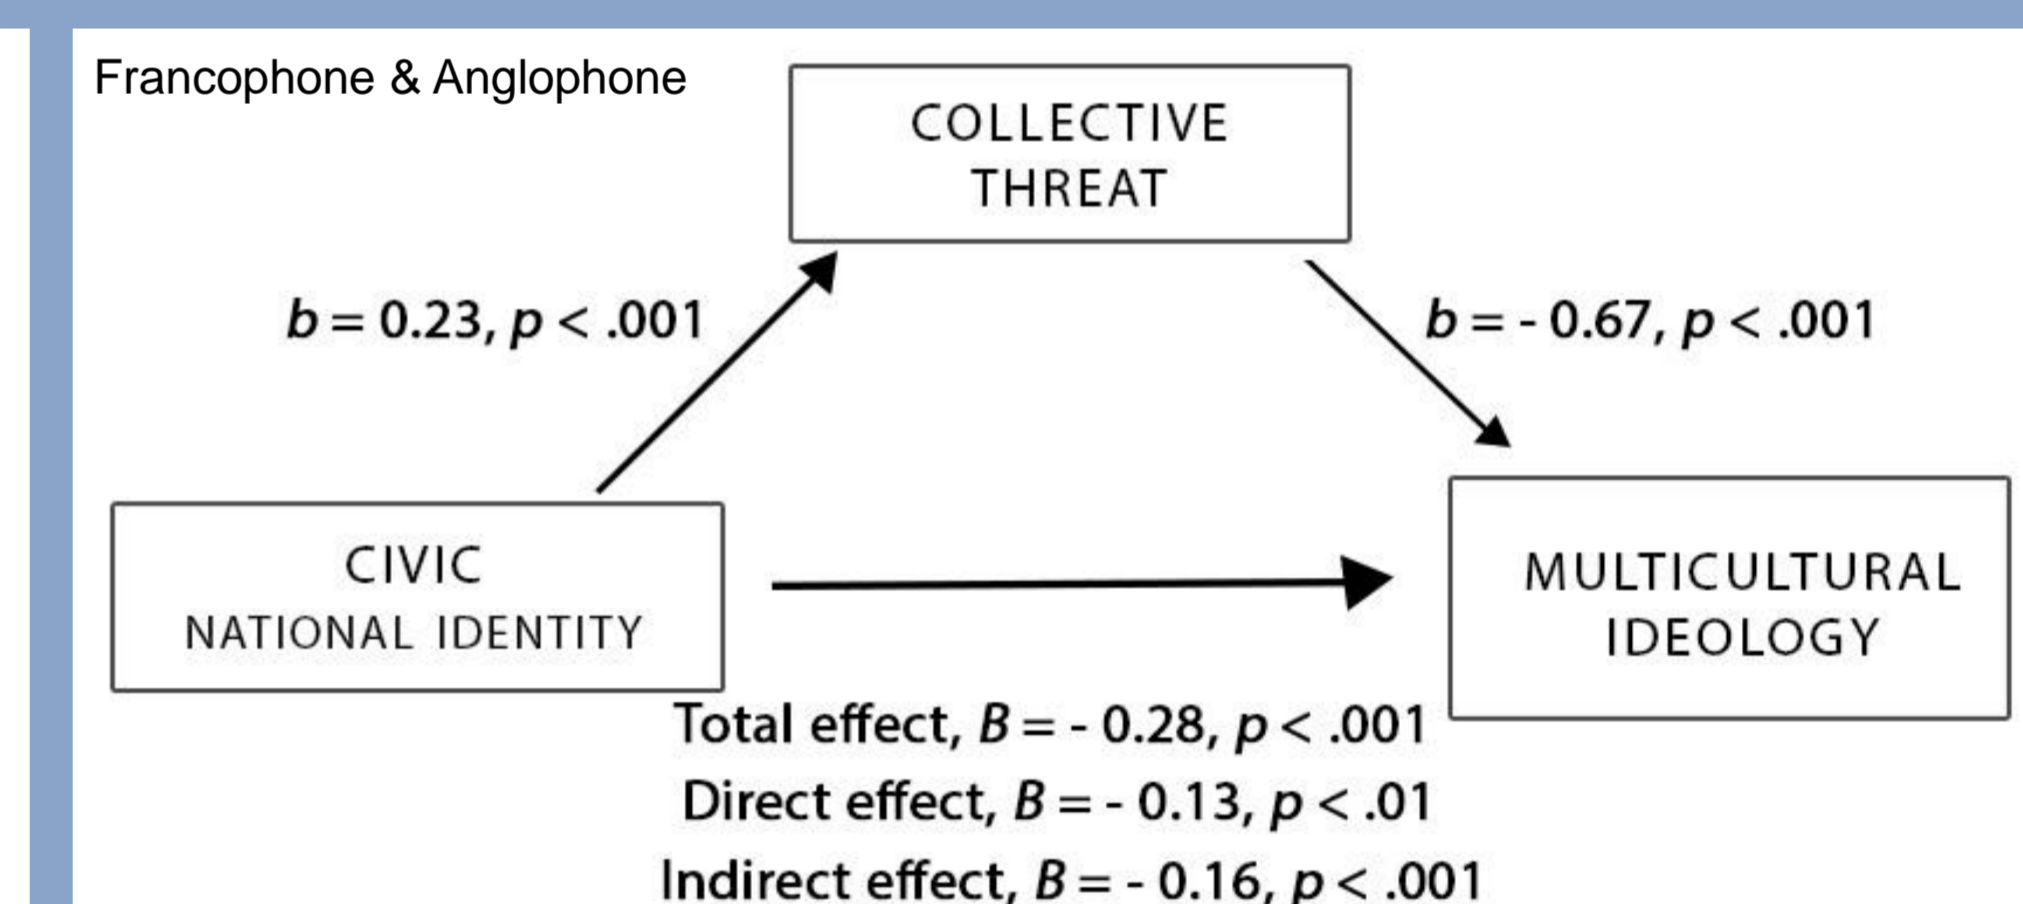 Francophone & Anglophone
COLLECTIVE
THREAT
b = 0.23, p < .001
b = - 0.67, p < .001
CIVIC
NATIONAL IDENTITY
MULTICULTURAL
IDEOLOGY
Total effect, B = - 0.28, p < .001
Direct effect, B = - 0.13, p < .01
Indirect effect, B = - 0.16, p < .001